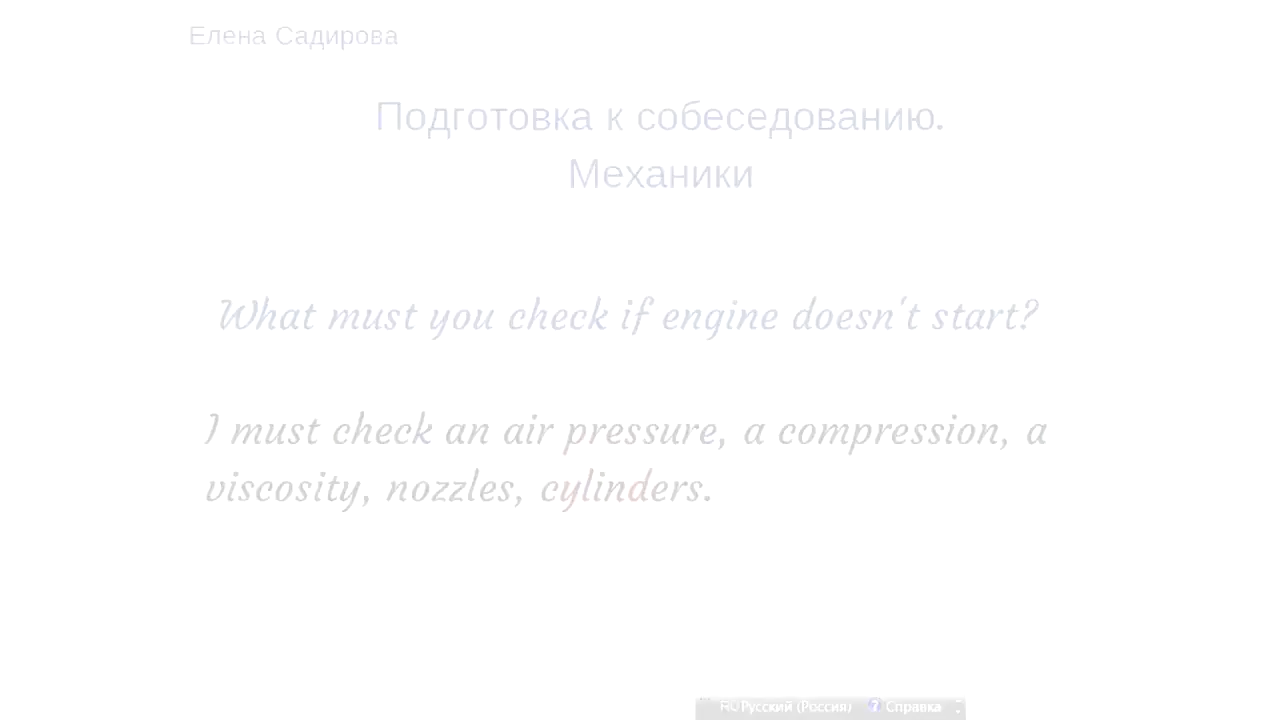 Елена Садирова
Подготовка к собеседованию.
Механики
What must you check if engine doesn't start?
I must check an air pressure, a compression, a
viscosity, nozzles, cylinders.
RU Русский (Россия) ? Справка